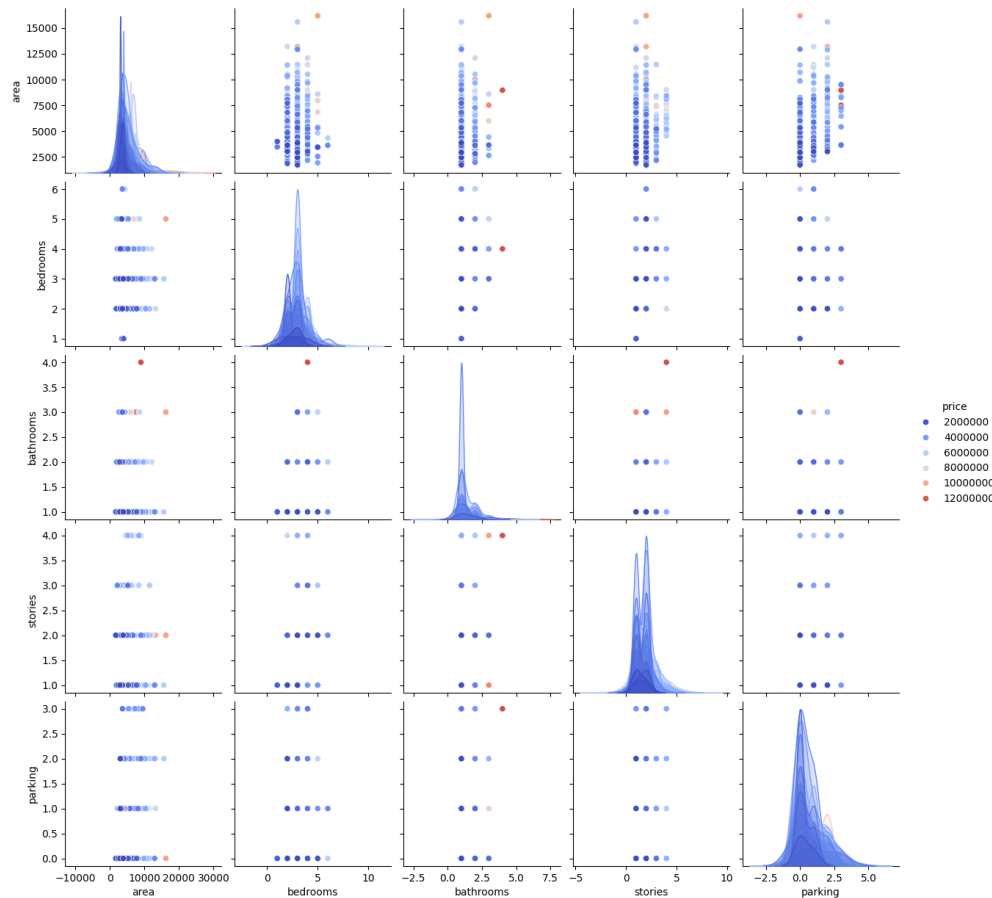 15000
12500
10000
7500
5000
2500
area
6
5
4
3
2
1
bedrooms
4.0
3.5
3.0
2.5
2.0
1.5
1.0
bathrooms
price
2000000
4000000
6000000
8000000
10000000
12000000
4.0
3.5
3.0
2.5
2.0
1.5
1.0
stories
3.0
2.5
2.0
1.5
1.0
0.5
0.0
parking
−10000 0 10000 20000 30000
area
0 5 10
bedrooms
−2.5 0.0 2.5 5.0 7.5
bathrooms
−5 0 5 10
stories
−2.5 0.0 2.5 5.0
parking